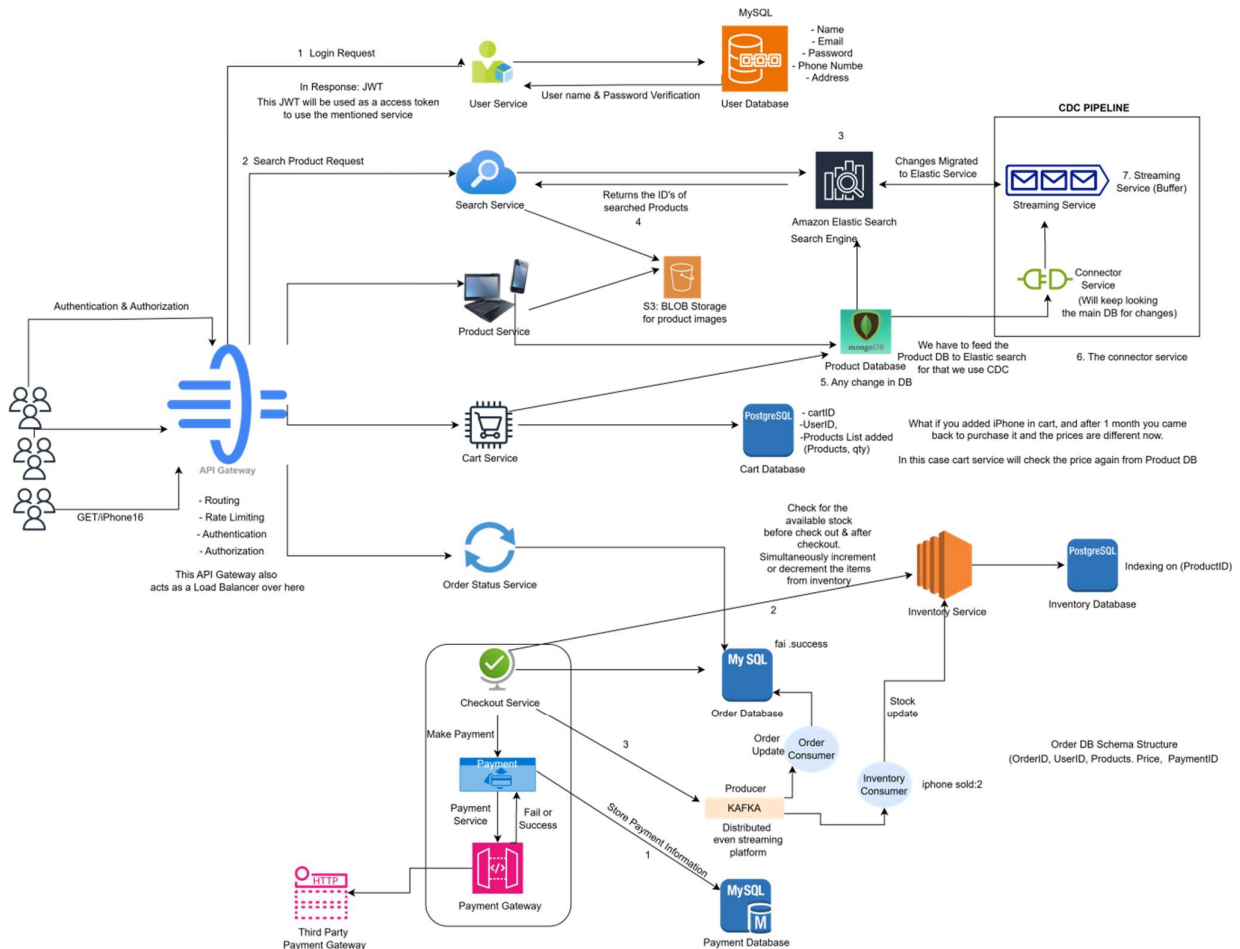 MySQL
- Name
- Email
- Password
- Phone Numbe
- Address
1 Login Request
In Response: JWT
This JWT will be used as a access token
to use the mentioned service
User Service
User name & Password Verification
User Database
CDC PIPELINE
2 Search Product Request
3
Changes Migrated
to Elastic Service
7. Streaming
Service (Buffer)
Search Service
Returns the ID's of
searched Products
4
Amazon Elastic Search
Search Engine
Streaming Service
Connector
Service
(Will keep looking
the main DB for changes)
S3: BLOB Storage
for product images
Authentication & Authorization
Product Service
mongoDB
Product Database
We have to feed the
Product DB to Elastic search
for that we use CDC
5. Any change in DB
6. The connector service
PostgreSQL
- cartID
-UserID,
-Products List added
(Products, qty)
Cart Database
What if you added iPhone in cart, and after 1 month you came
back to purchase it and the prices are different now.
In this case cart service will check the price again from Product DB
Cart Service
API Gateway
GET/iPhone16
- Routing
- Rate Limiting
- Authentication
- Authorization
This API Gateway also
acts as a Load Balancer over here
Order Status Service
Check for the
available stock
before check out & after
checkout.
Simultaneously increment
or decrement the items
from inventory
2
Inventory Service
PostgreSQL
Indexing on (ProductID)
Inventory Database
fai .success
My SQL
Order Database
Checkout Service
Make Payment
Payment
Payment
Service
Fail or
Success
Payment Gateway
HTTP
Third Party
Payment Gateway
3
Order
Update
Order
Consumer
Stock
update
Inventory
Consumer
iphone sold:2
Order DB Schema Structure
(OrderID, UserID, Products. Price, PaymentID
Producer
KAFKA
Distributed
even streaming
platform
Store Payment Information
1
MySQL
M
Payment Database